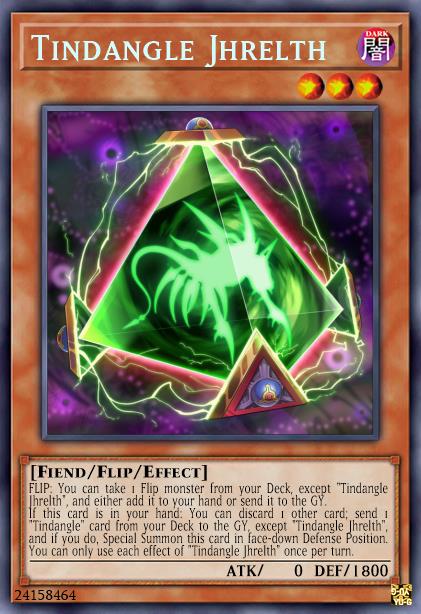 TINDANGLE JHRELTH
DARK
闇
[FIEND/FLIP/EFFECT]
FLIP: You can take 1 Flip monster from your Deck, except "Tindangle
Jhrelth", and either add it to your hand or send it to the GY.
If this card is in your hand: You can discard 1 other card; send 1
"Tindangle" card from your Deck to the GY, except "Tindangle Jhrelth",
and if you do, Special Summon this card in face-down Defense Position.
You can only use each effect of "Tindangle Jhrelth" once per turn.
ATK/ 0 DEF/1800
24158464